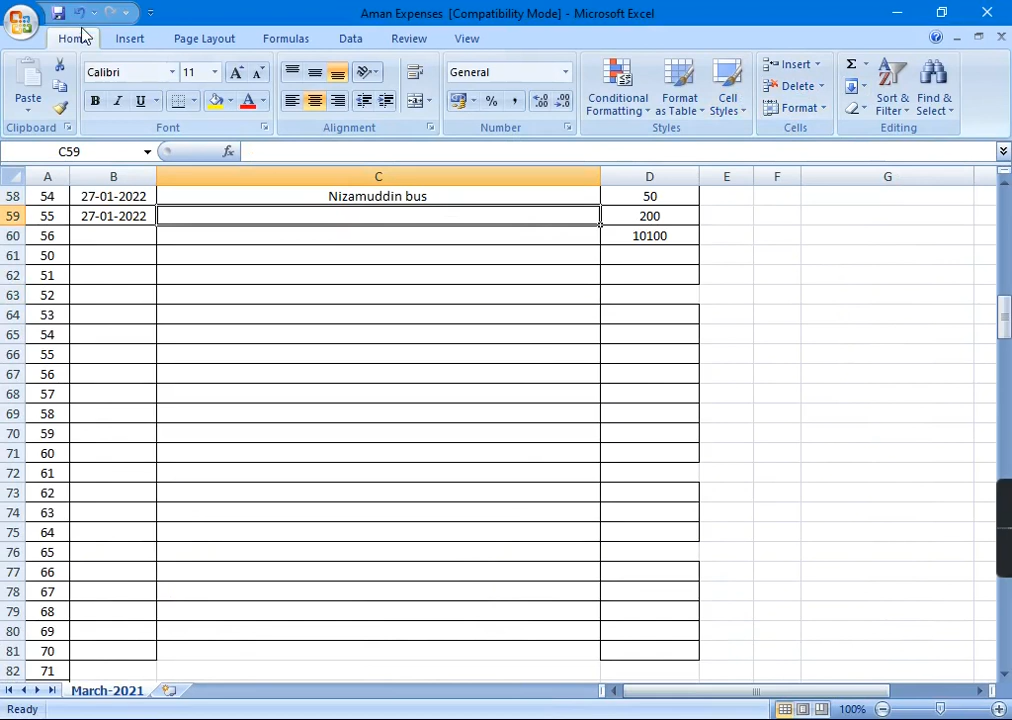 Aman Expenses [Compatibility Mode] - Microsoft Excel
Home Insert Page Layout Formulas Data Review View
Paste
Clipboard
Calibri 11
B I U
Font
Alignment
General
% ,
Number
Conditional Formatting
Format as Table
Cell Styles
Styles
Insert
Delete
Format
Cells
Sort & Filter
Find & Select
Editing
C59 fx
A B C D E F G
58 54 27-01-2022 Nizamuddin bus 50
59 55 27-01-2022 200
60 56 10100
61 50
62 51
63 52
64 53
65 54
66 55
67 56
68 57
69 58
70 59
71 60
72 61
73 62
74 63
75 64
76 65
77 66
78 67
79 68
80 69
81 70
82 71
March-2021
Ready 100%